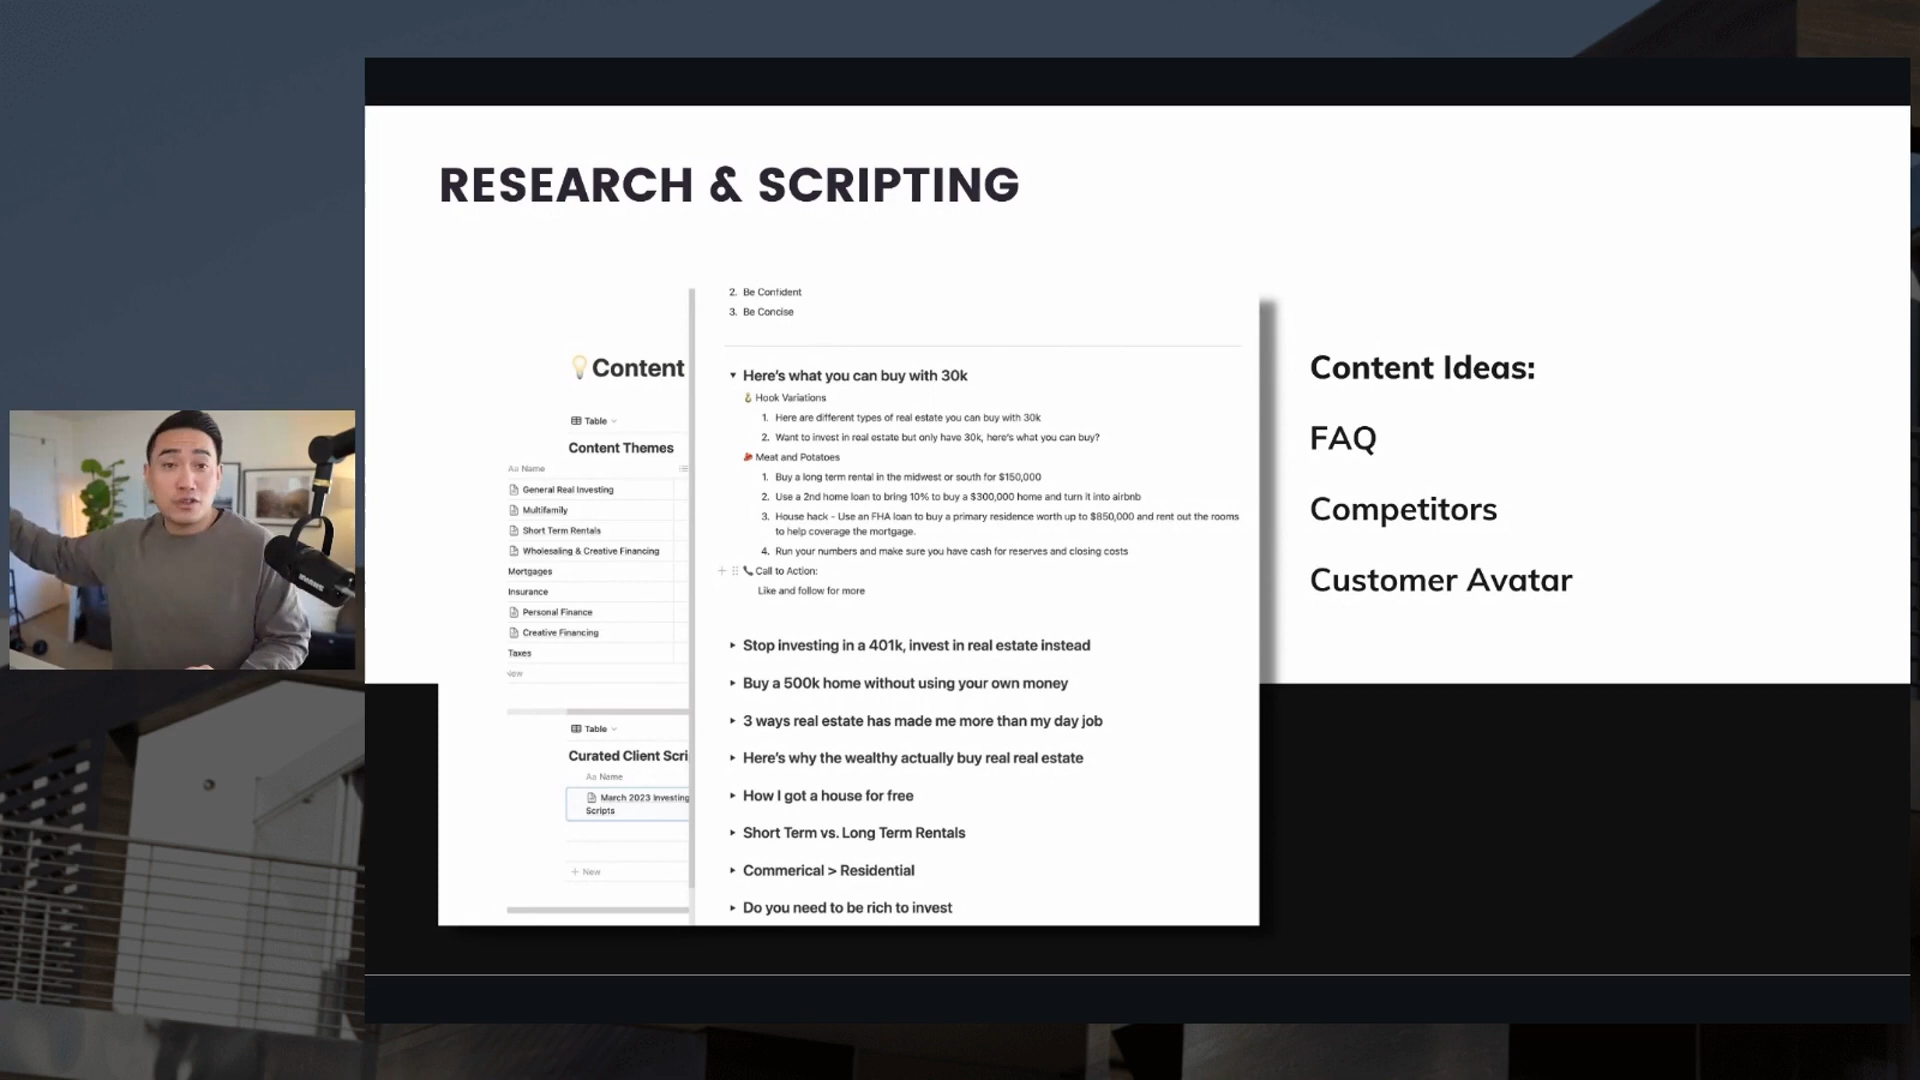 RESEARCH & SCRIPTING
2. Be Confident
3. Be Concise
💡Content
Table
Content Themes
Aa Name
General Real Investing
Multifamily
Short Term Rentals
Wholesaling & Creative Financing
Mortgages
Insurance
Personal Finance
Creative Financing
Taxes
New
Table
Curated Client Scri
Aa Name
March 2023 Investing
Scripts
+ New
Here's what you can buy with 30k
🪝 Hook Variations
1. Here are different types of real estate you can buy with 30k
2. Want to invest in real estate but only have 30k, here's what you can buy?
🥩 Meat and Potatoes
1. Buy a long term rental in the midwest or south for $150,000
2. Use a 2nd home loan to bring 10% to buy a $300,000 home and turn it into airbnb
3. House hack - Use an FHA loan to buy a primary residence worth up to $850,000 and rent out the rooms
to help coverage the mortgage.
4. Run your numbers and make sure you have cash for reserves and closing costs
📞 Call to Action:
Like and follow for more
Stop investing in a 401k, invest in real estate instead
Buy a 500k home without using your own money
3 ways real estate has made me more than my day job
Here's why the wealthy actually buy real real estate
How I got a house for free
Short Term vs. Long Term Rentals
Commerical > Residential
Do you need to be rich to invest
Content Ideas:
FAQ
Competitors
Customer Avatar